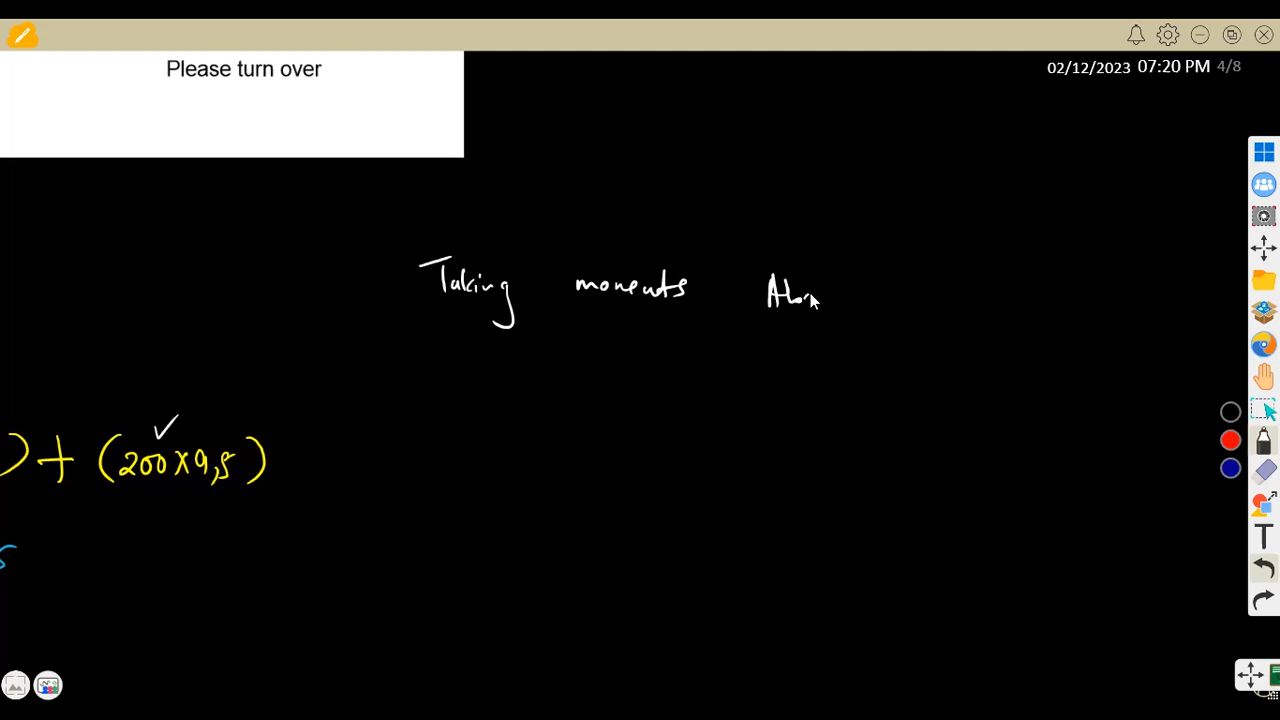 Please turn over
02/12/2023 07:20 PM 4/8
Taking moments
) + (200 x 9,5)
T